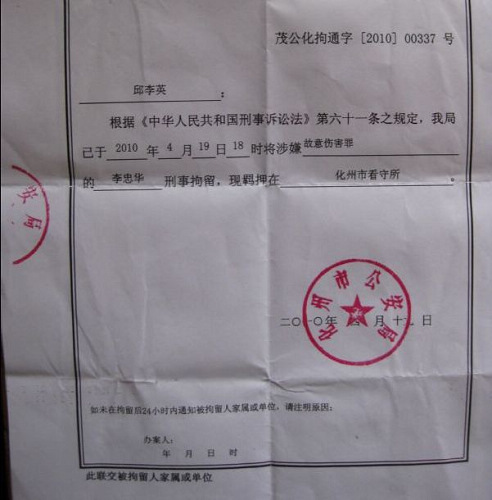 茂公化拘通字 [2010] 00337 号
邱李英 ：
根据《中华人民共和国刑事诉讼法》第六十一条之规定，我局
已于 2010 年 4 月 19 日 18 时将涉嫌 故意伤害罪
的 李忠华 刑事拘留，现羁押在 化州市看守所 。
安局
化州市公安局
二〇一〇年 月 十 日
如未在拘留后24小时内通知被拘留人家属或单位，请注明原因：
办案人：
年 月 日 时
此联交被拘留人家属或单位